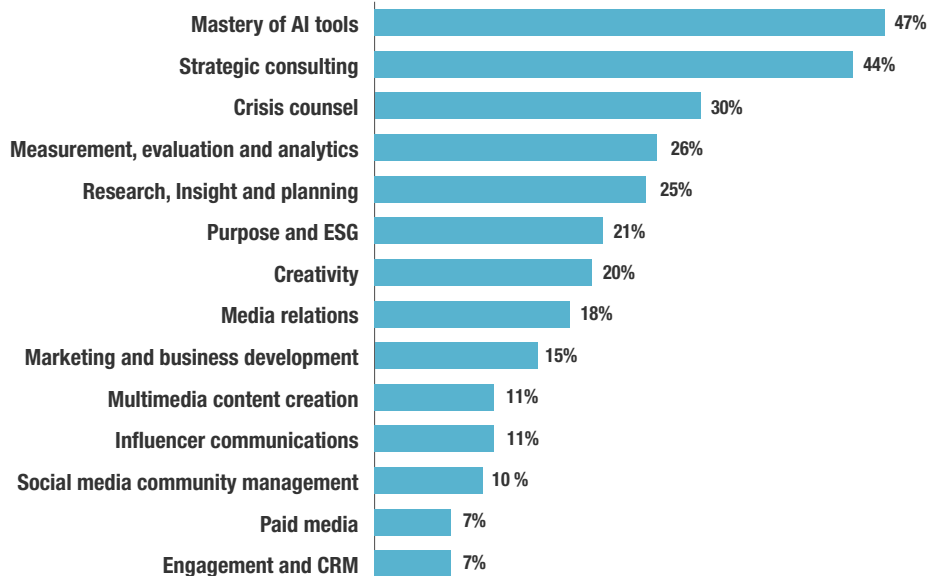 Mastery of AI tools 47%
Strategic consulting 44%
Crisis counsel 30%
Measurement, evaluation and analytics 26%
Research, Insight and planning 25%
Purpose and ESG 21%
Creativity 20%
Media relations 18%
Marketing and business development 15%
Multimedia content creation 11%
Influencer communications 11%
Social media community management 10 %
Paid media 7%
Engagement and CRM 7%